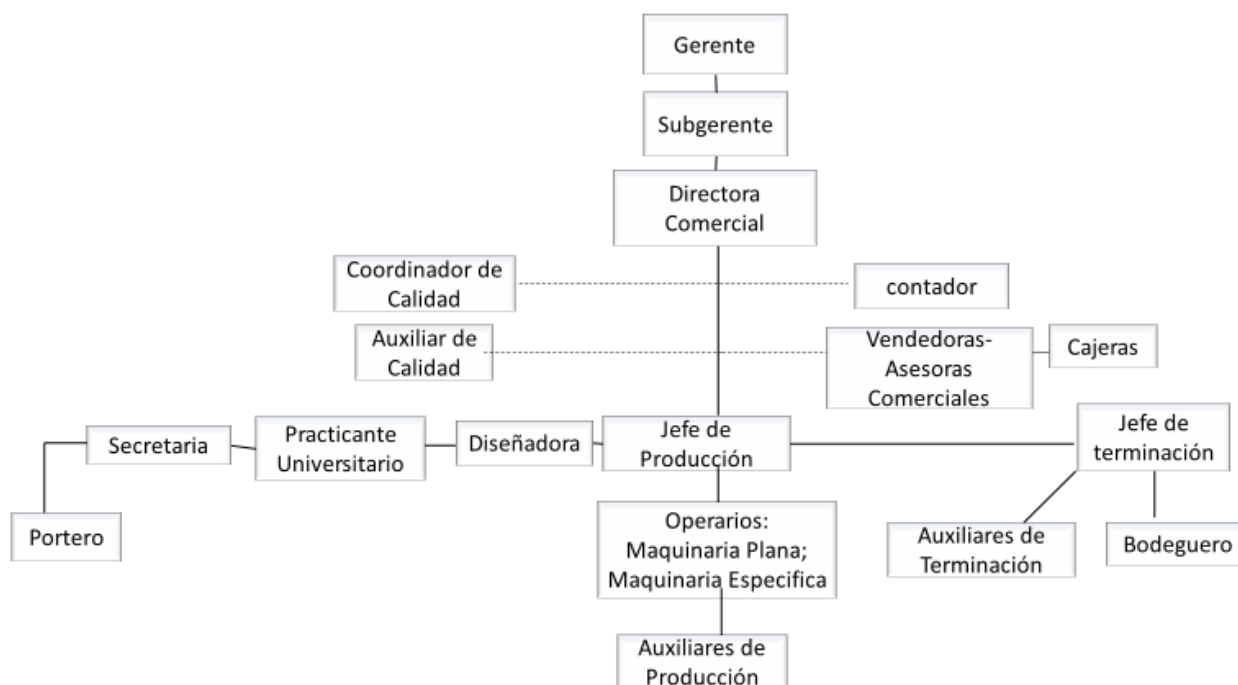 Gerente
Subgerente
Directora
Comercial
Coordinador de
Calidad
contador
Auxiliar de
Calidad
Vendedoras-
Asesoras
Comerciales
Cajeras
Secretaria
Practicante
Universitario
Diseñadora
Jefe de
Producción
Jefe de
terminación
Portero
Operarios:
Maquinaria Plana;
Maquinaria Especifica
Auxiliares de
Terminación
Bodeguero
Auxiliares de
Producción